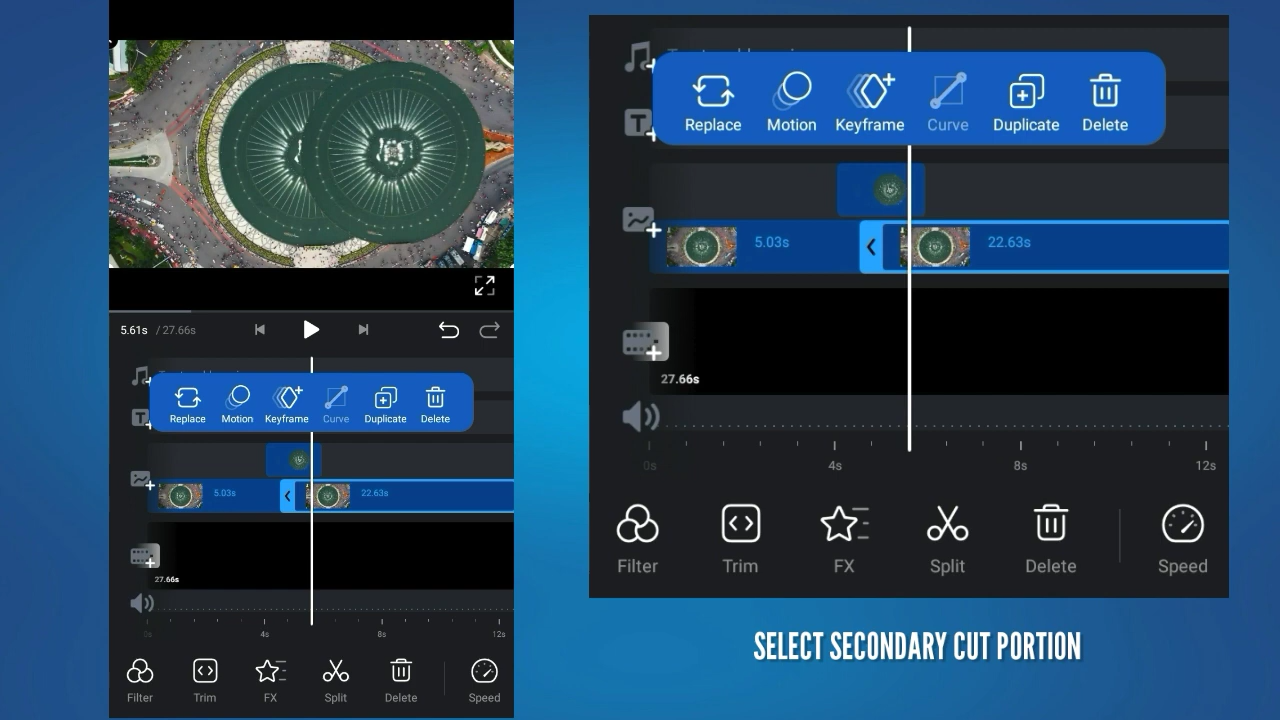 5.61s / 27.66s
Replace Motion Keyframe Curve Duplicate Delete
5.03s 22.63s
27.66s
0s 4s 8s 12s
Filter Trim FX Split Delete Speed
Replace Motion Keyframe Curve Duplicate Delete
5.03s 22.63s
27.66s
0s 4s 8s 12s
Filter Trim FX Split Delete Speed
SELECT SECONDARY CUT PORTION